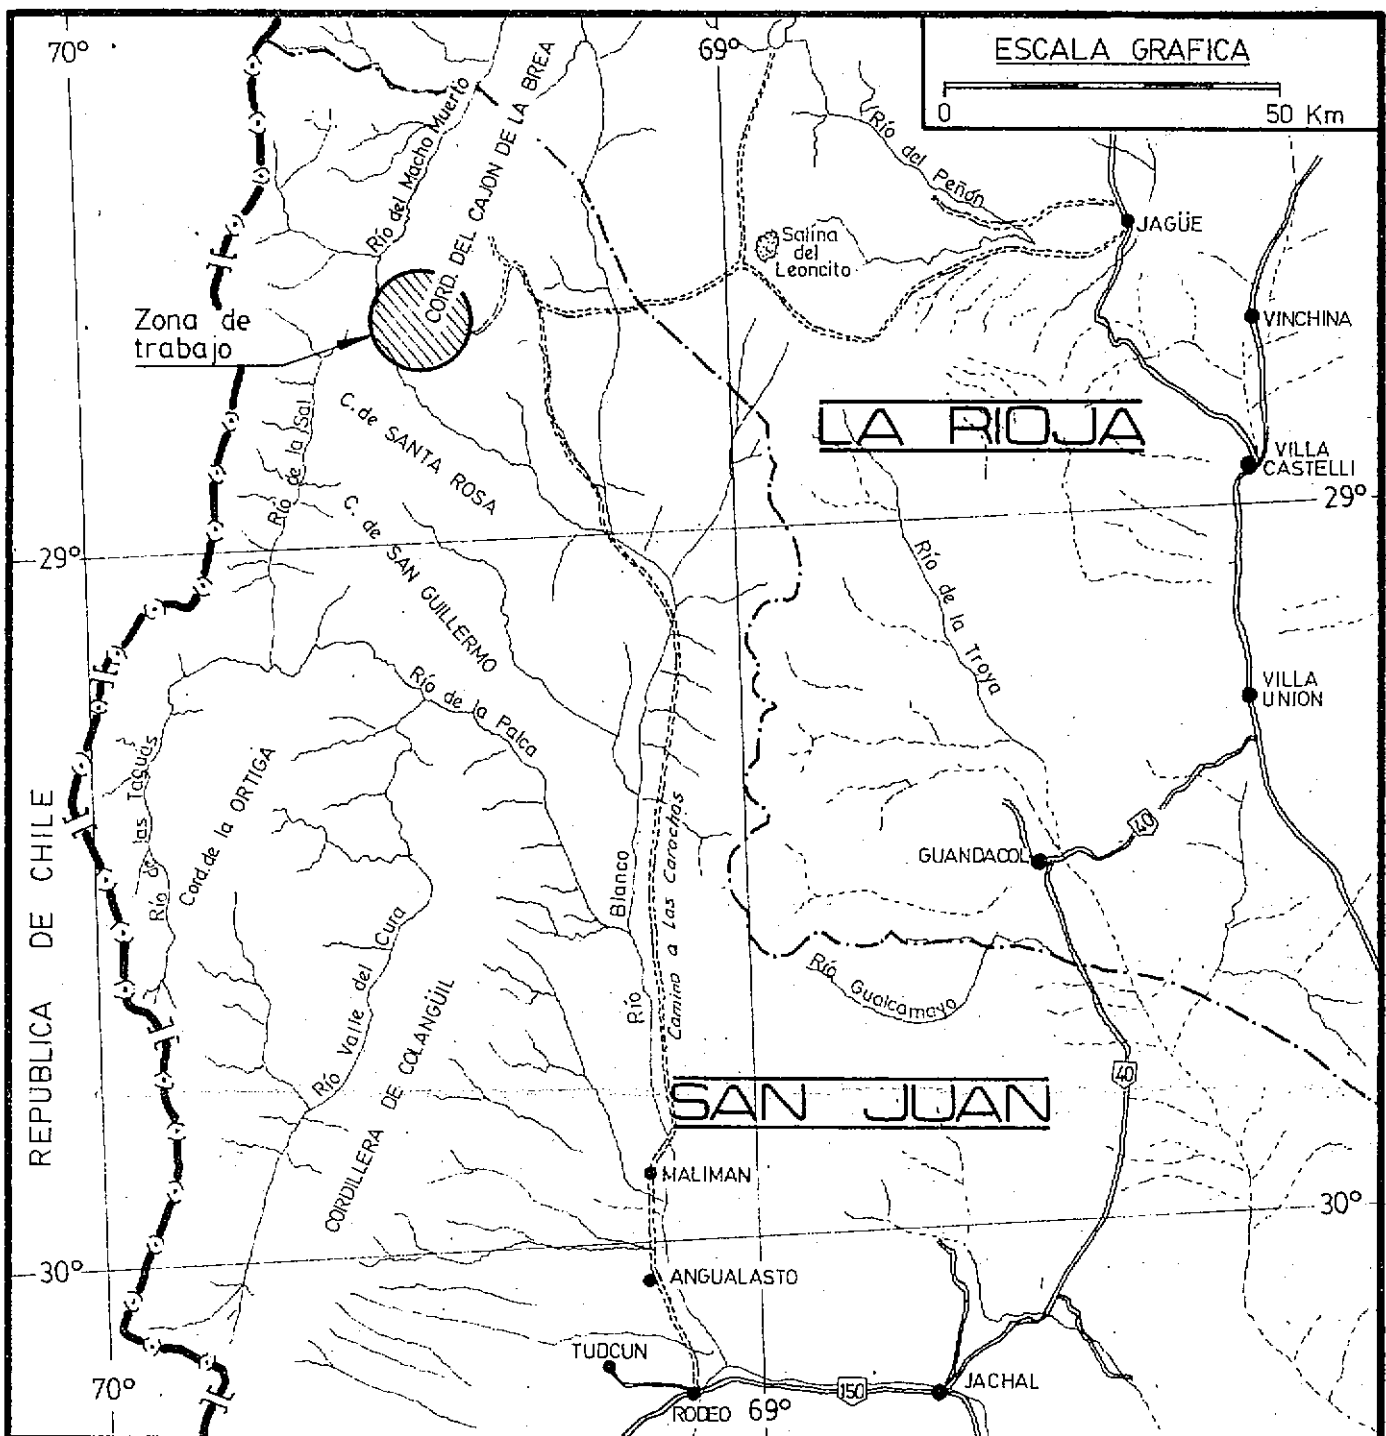 70°
69°
ESCALA GRAFICA
0
50 Km
Río del Macho Muerto
CORD. DEL CAJON DE LA BREA
Río del Peñón
JAGÜE
Salina
del
Leoncito
Zona de
trabajo
VINCHINA
LA RIOJA
C. de SANTA ROSA
Río de la Sal
VILLA
CASTELLI
29°
C. de SAN GUILLERMO
29°
Río de la Troya
Río de la Palca
VILLA
UNION
Río de las Taguas
Cord. de la ORTIGA
REPUBLICA DE CHILE
Camino a Las Carachas
40
GUANDACOL
Río Blanco
Río Valle del Cura
Río Gualcamayo
CORDILLERA DE COLANGÜIL
40
SAN JUAN
MALIMAN
30°
30°
ANGUALASTO
TUDCUN
70°
RODEO
69°
150
JACHAL